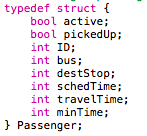 typedef struct {
    bool active;
    bool pickedUp;
    int ID;
    int bus;
    int destStop;
    int schedTime;
    int travelTime;
    int minTime;
} Passenger;